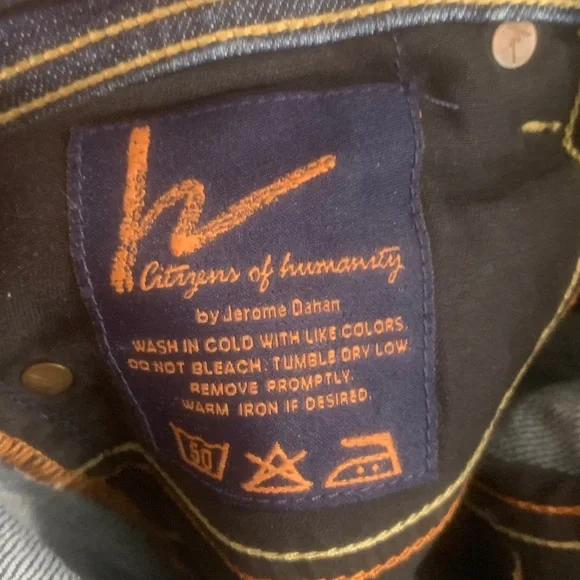 h
Citizens of humanity
by Jerome Dahan
WASH IN COLD WITH LIKE COLORS.
DO NOT BLEACH. TUMBLE DRY LOW.
REMOVE PROMPTLY.
WARM IRON IF DESIRED.
50